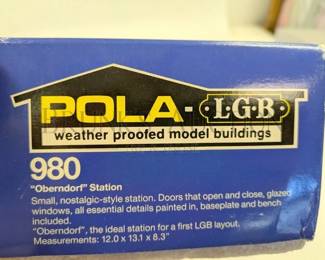 POLA-L·G·B·
weather proofed model buildings
980
"Oberndorf" Station
Small, nostalgic-style station. Doors that open and close, glazed
windows, all essential details painted in, baseplate and bench
included.
"Oberndorf", the ideal station for a first LGB layout.
Measurements: 12.0 x 13.1 x 8.3"